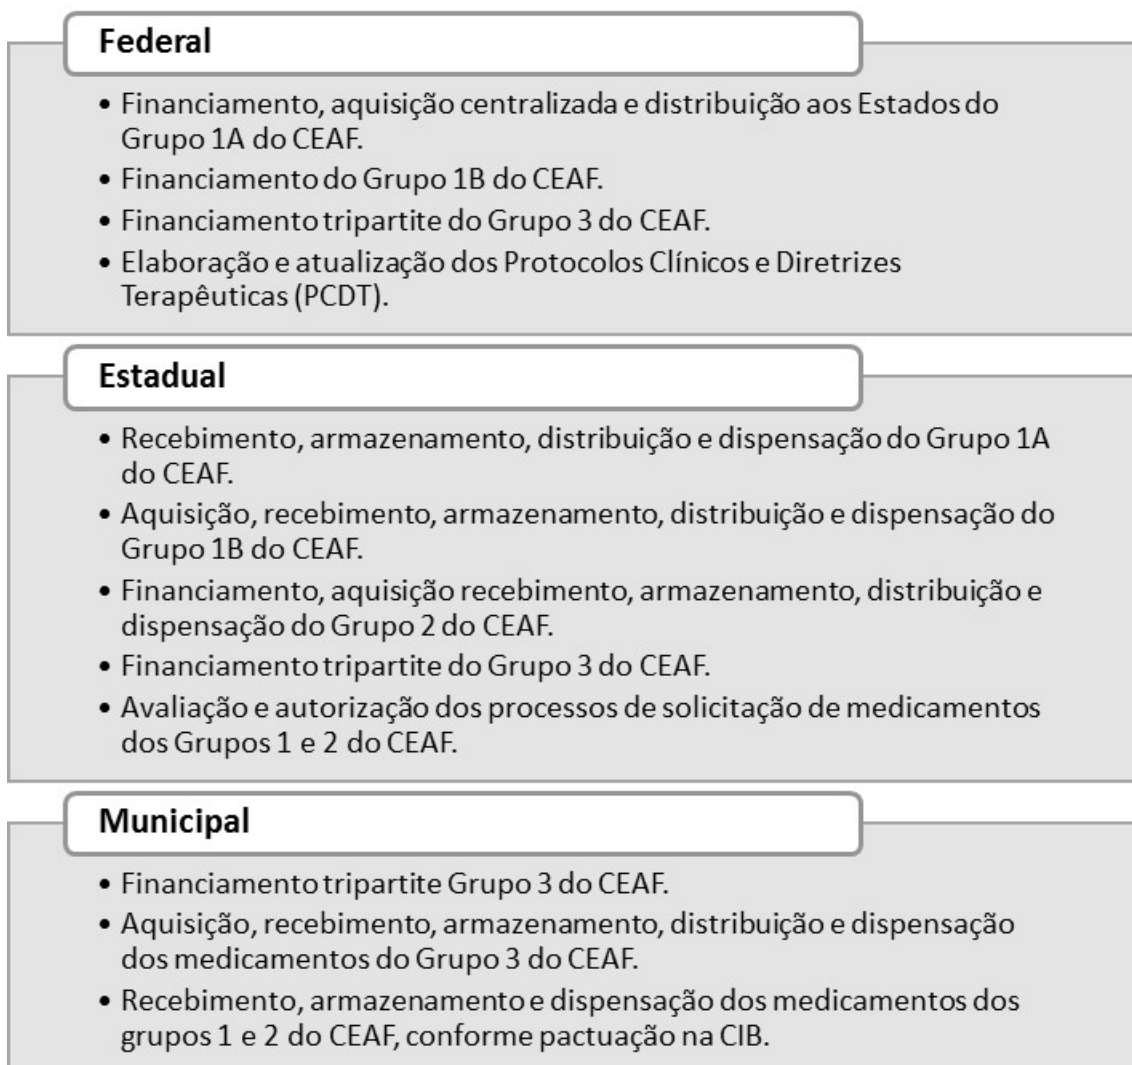 Federal
• Financiamento, aquisição centralizada e distribuição aos Estados do
Grupo 1A do CEAF.
• Financiamento do Grupo 1B do CEAF.
• Financiamento tripartite do Grupo 3 do CEAF.
• Elaboração e atualização dos Protocolos Clínicos e Diretrizes
Terapêuticas (PCDT).
Estadual
• Recebimento, armazenamento, distribuição e dispensação do Grupo 1A
do CEAF.
• Aquisição, recebimento, armazenamento, distribuição e dispensação do
Grupo 1B do CEAF.
• Financiamento, aquisição recebimento, armazenamento, distribuição e
dispensação do Grupo 2 do CEAF.
• Financiamento tripartite do Grupo 3 do CEAF.
• Avaliação e autorização dos processos de solicitação de medicamentos
dos Grupos 1 e 2 do CEAF.
Municipal
• Financiamento tripartite Grupo 3 do CEAF.
• Aquisição, recebimento, armazenamento, distribuição e dispensação
dos medicamentos do Grupo 3 do CEAF.
• Recebimento, armazenamento e dispensação dos medicamentos dos
grupos 1 e 2 do CEAF, conforme pactuação na CIB.